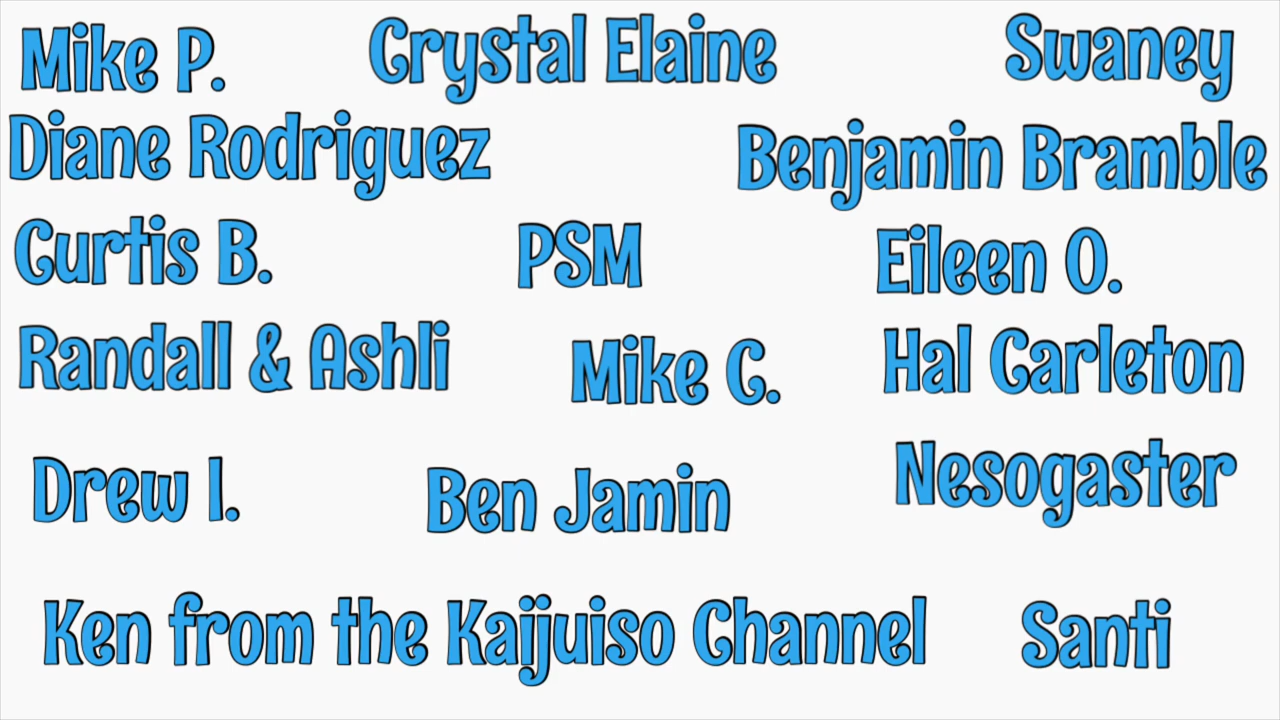 Mike P. Crystal Elaine Swaney
Diane Rodriguez Benjamin Bramble
Curtis B. PSM Eileen O.
Randall & Ashli Mike C. Hal Carleton
Drew I. Ben Jamin Nesogaster
Ken from the Kaijuiso Channel Santi